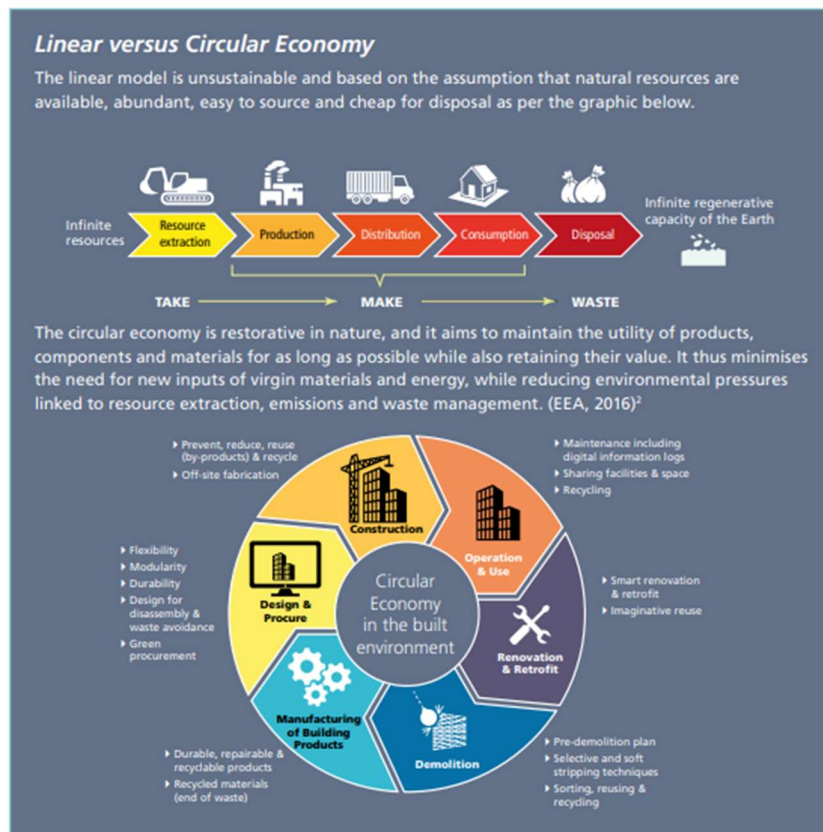 Linear versus Circular Economy
The linear model is unsustainable and based on the assumption that natural resources are
available, abundant, easy to source and cheap for disposal as per the graphic below.
Infinite
resources
Resource
extraction
Production
Distribution
Consumption
Disposal
Infinite regenerative
capacity of the Earth
TAKE
MAKE
WASTE
The circular economy is restorative in nature, and it aims to maintain the utility of products,
components and materials for as long as possible while also retaining their value. It thus minimises
the need for new inputs of virgin materials and energy, while reducing environmental pressures
linked to resource extraction, emissions and waste management. (EEA, 2016)²
Prevent, reduce, reuse
(by-products) & recycle
Off-site fabrication
Maintenance including
digital information logs
Sharing facilities & space
Recycling
Construction
Operation
& Use
Flexibility
Modularity
Durability
Design for
disassembly &
waste avoidance
Green
procurement
Design &
Procure
Circular
Economy
in the built
environment
Smart renovation
& retrofit
Imaginative reuse
Renovation
& Retrofit
Manufacturing
of Building
Products
Demolition
Durable, repairable &
recyclable products
Recycled materials
(end of waste)
Pre-demolition plan
Selective and soft
stripping techniques
Sorting, reusing &
recycling